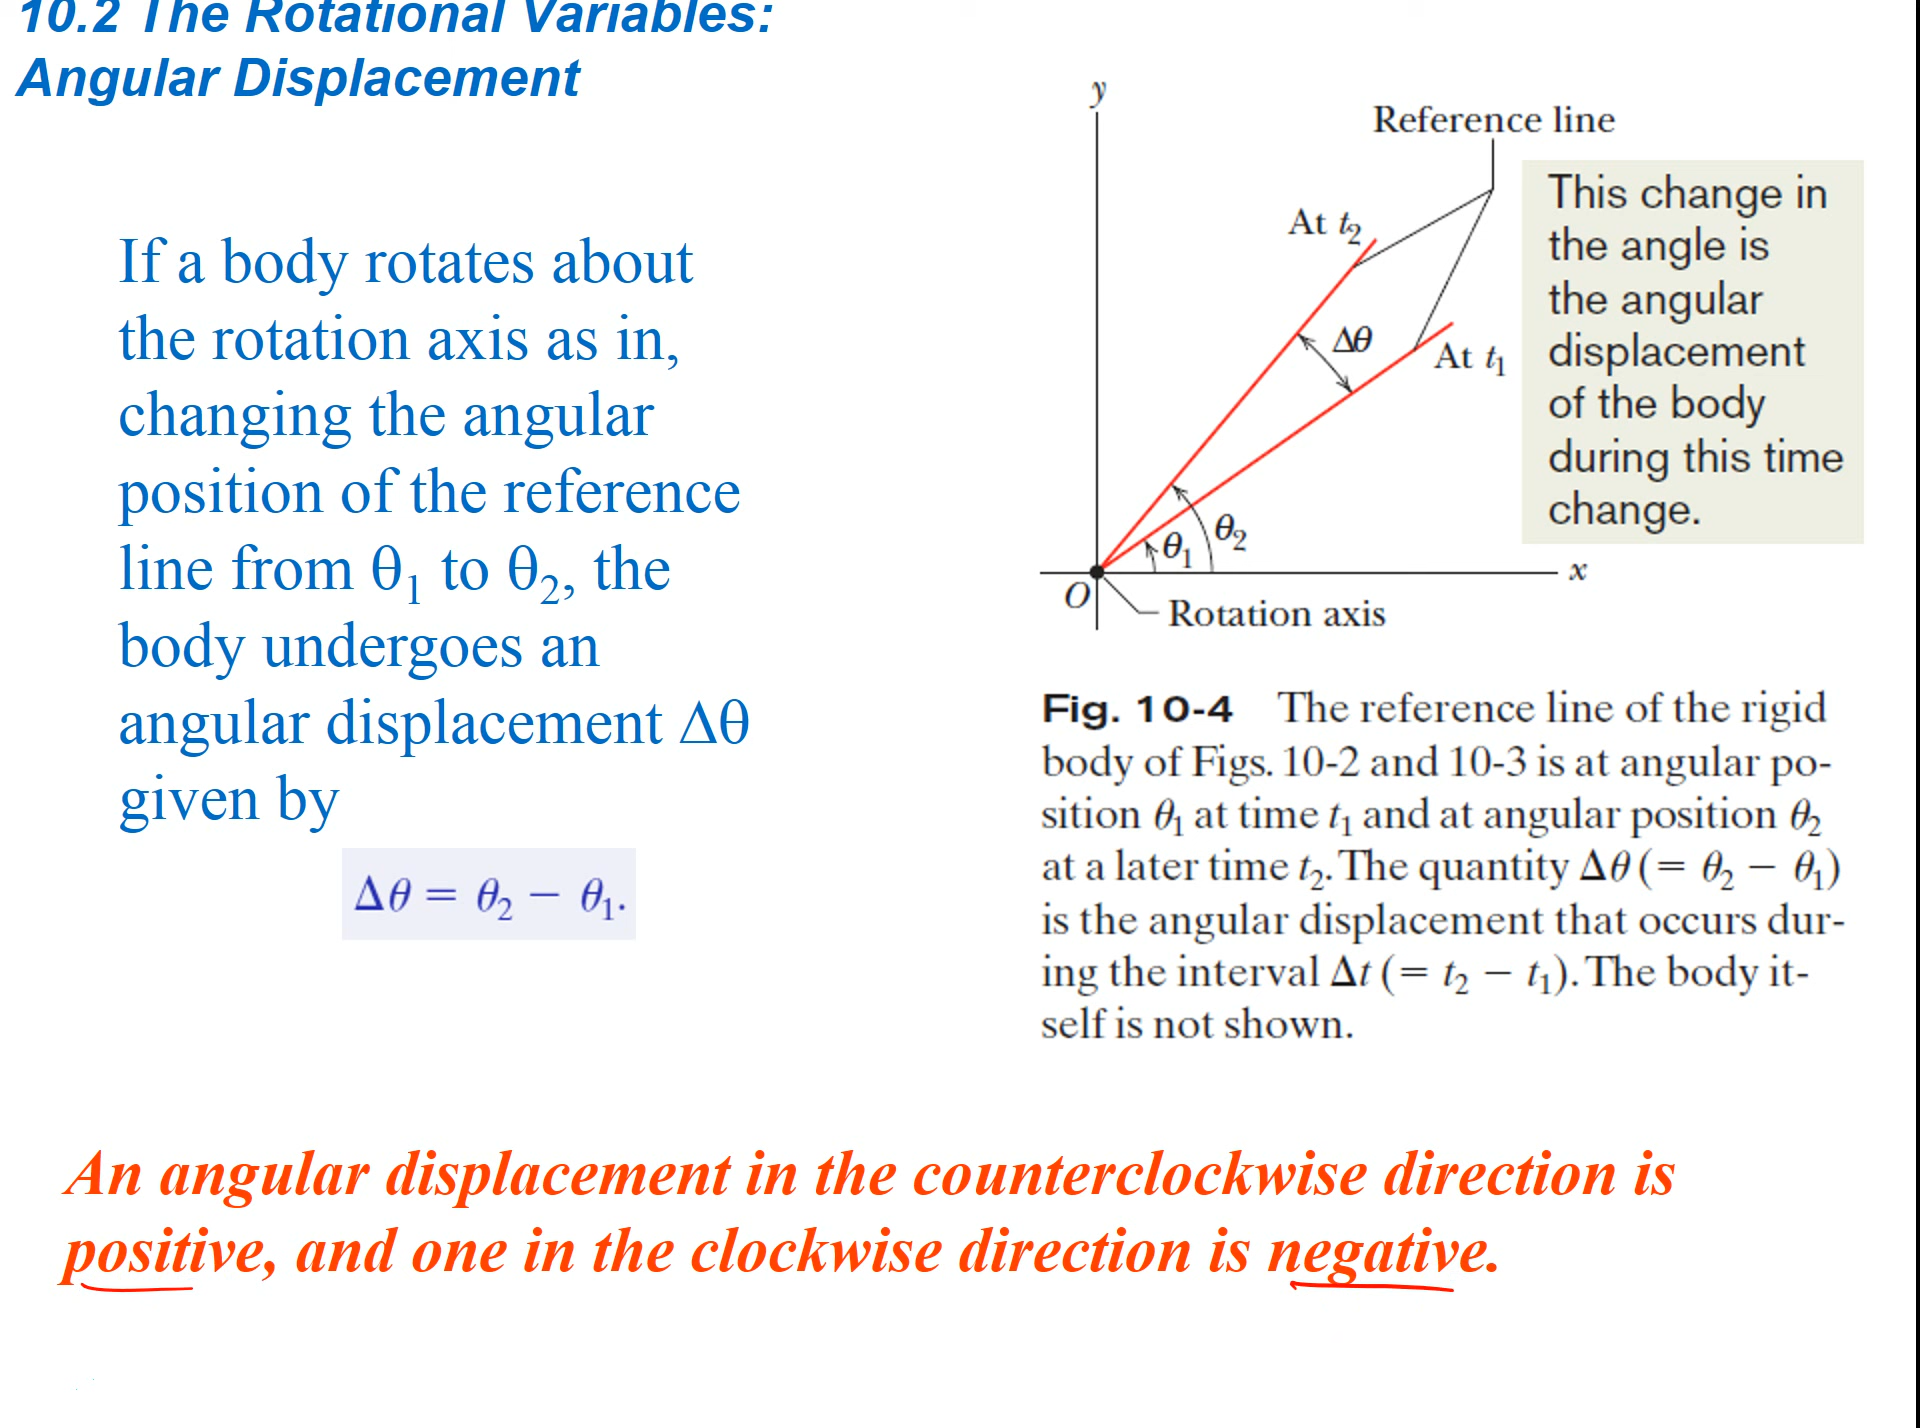 10.2 The Rotational Variables:
Angular Displacement
If a body rotates about
the rotation axis as in,
changing the angular
position of the reference
line from θ₁ to θ₂, the
body undergoes an
angular displacement Δθ
given by
Δθ = θ₂ − θ₁.
y
Reference line
At t₂
Δθ
At t₁
θ₂
θ₁
x
O
Rotation axis
This change in
the angle is
the angular
displacement
of the body
during this time
change.
Fig. 10-4 The reference line of the rigid
body of Figs. 10-2 and 10-3 is at angular po-
sition θ₁ at time t₁ and at angular position θ₂
at a later time t₂. The quantity Δθ (= θ₂ − θ₁)
is the angular displacement that occurs dur-
ing the interval Δt (= t₂ − t₁). The body it-
self is not shown.
An angular displacement in the counterclockwise direction is
positive, and one in the clockwise direction is negative.